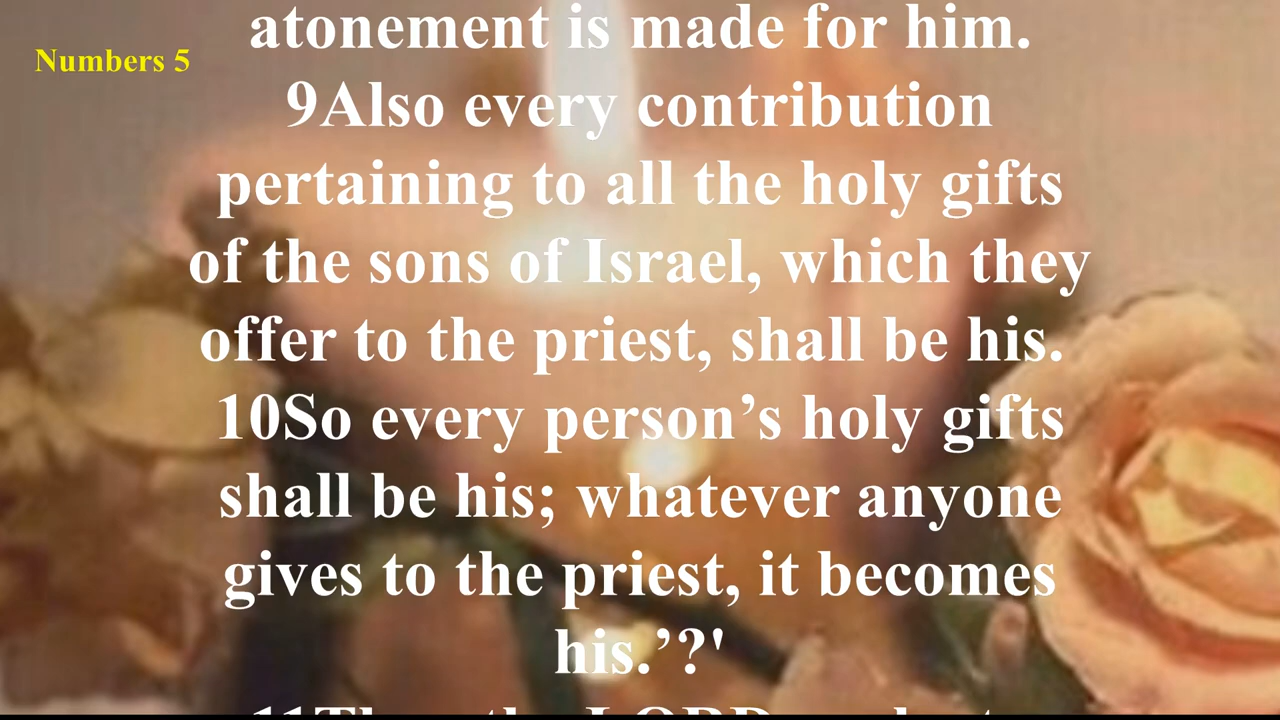 atonement is made for him.
Numbers 5
9Also every contribution
pertaining to all the holy gifts
of the sons of Israel, which they
offer to the priest, shall be his.
10So every person’s holy gifts
shall be his; whatever anyone
gives to the priest, it becomes
his.’?'